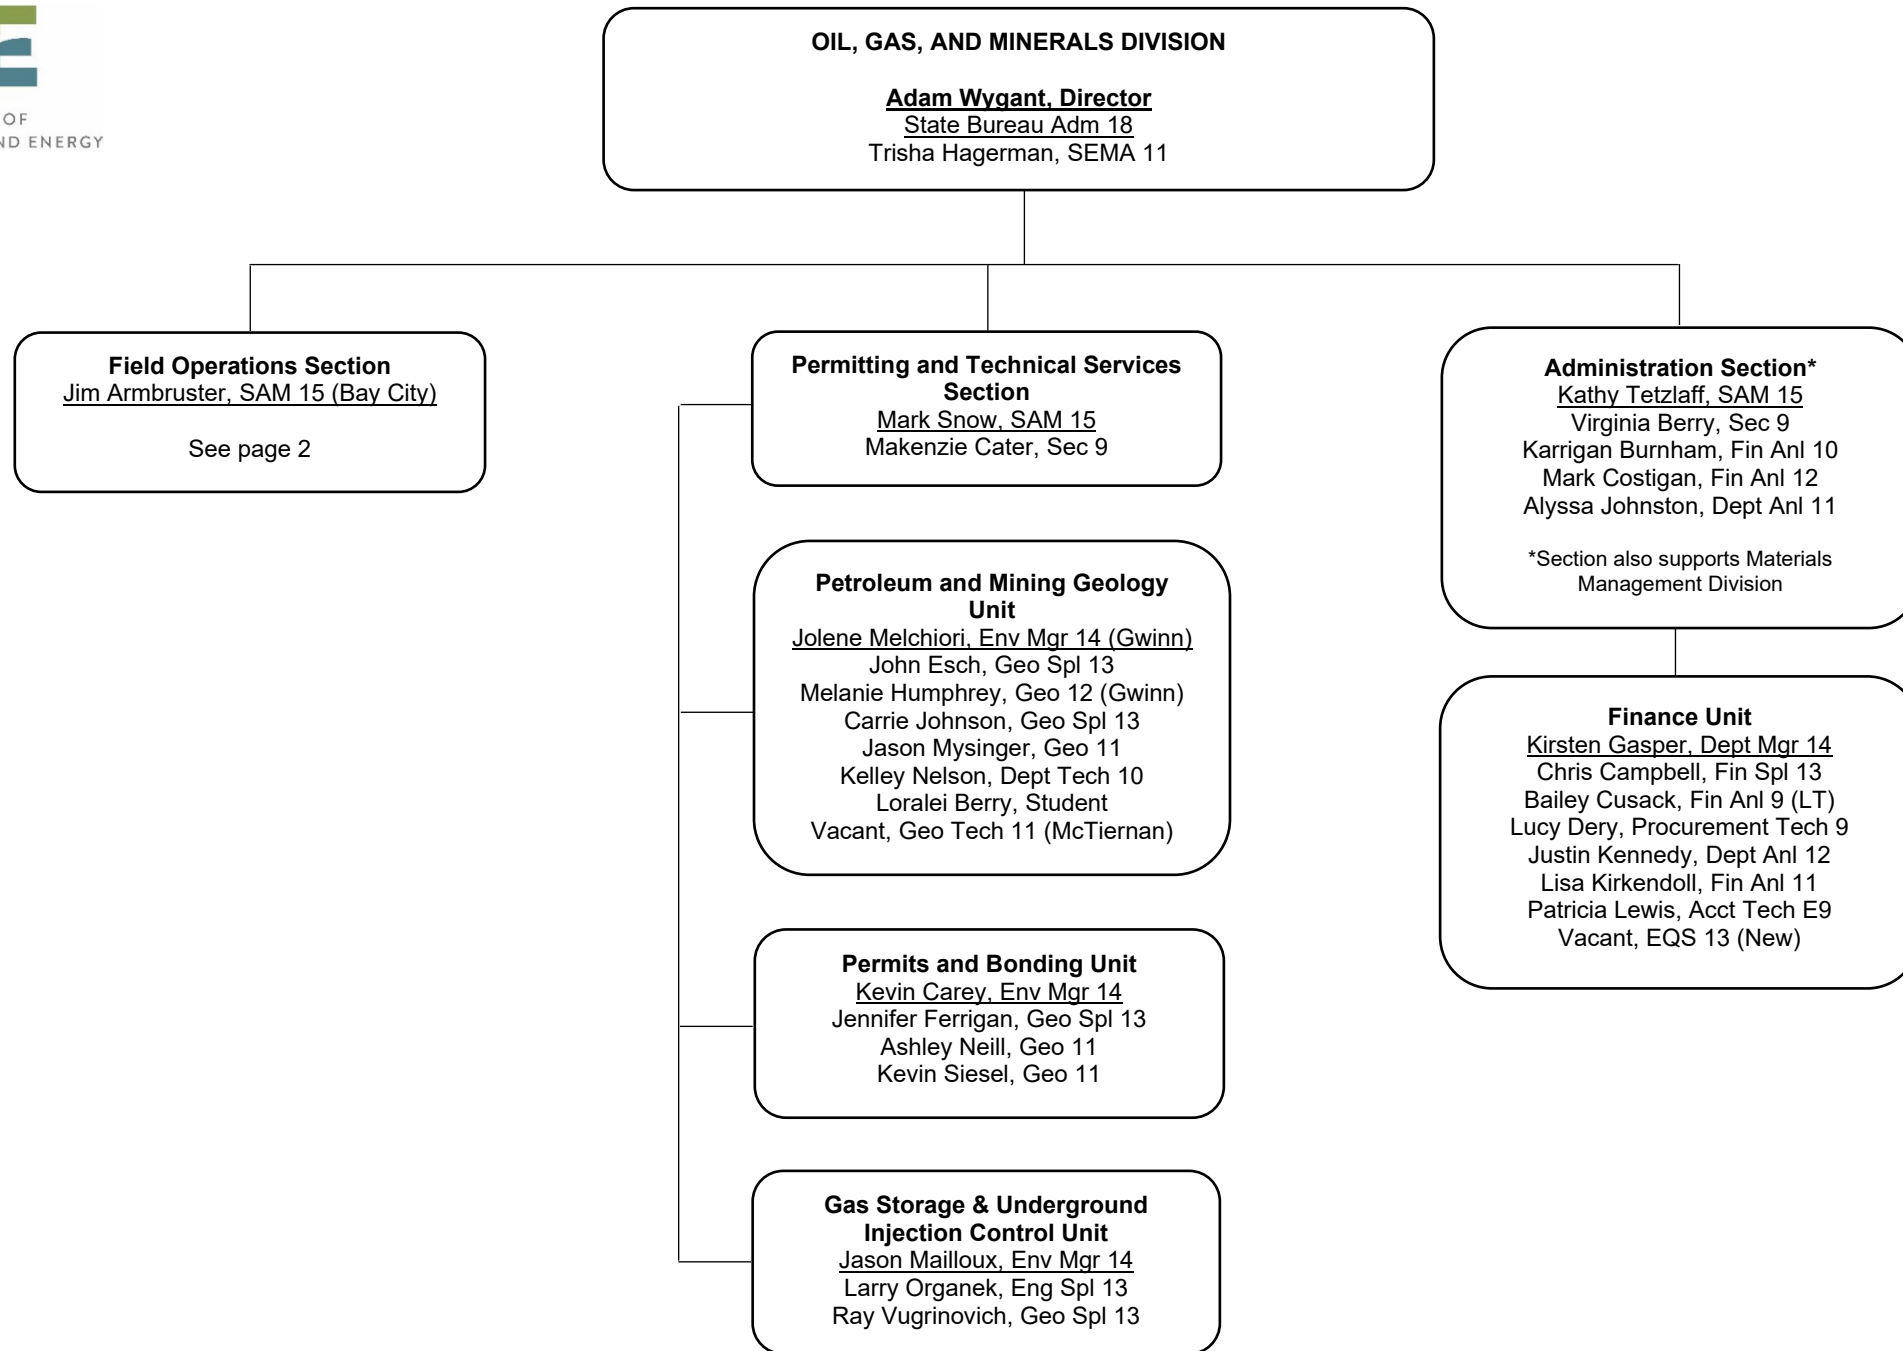 OF
ND ENERGY
OIL, GAS, AND MINERALS DIVISION
Adam Wygant, Director
State Bureau Adm 18
Trisha Hagerman, SEMA 11
Field Operations Section
Jim Armbruster, SAM 15 (Bay City)
See page 2
Permitting and Technical Services
Section
Mark Snow, SAM 15
Makenzie Cater, Sec 9
Petroleum and Mining Geology
Unit
Jolene Melchiori, Env Mgr 14 (Gwinn)
John Esch, Geo Spl 13
Melanie Humphrey, Geo 12 (Gwinn)
Carrie Johnson, Geo Spl 13
Jason Mysinger, Geo 11
Kelley Nelson, Dept Tech 10
Loralei Berry, Student
Vacant, Geo Tech 11 (McTiernan)
Permits and Bonding Unit
Kevin Carey, Env Mgr 14
Jennifer Ferrigan, Geo Spl 13
Ashley Neill, Geo 11
Kevin Siesel, Geo 11
Gas Storage & Underground
Injection Control Unit
Jason Mailloux, Env Mgr 14
Larry Organek, Eng Spl 13
Ray Vugrinovich, Geo Spl 13
Administration Section*
Kathy Tetzlaff, SAM 15
Virginia Berry, Sec 9
Karrigan Burnham, Fin Anl 10
Mark Costigan, Fin Anl 12
Alyssa Johnston, Dept Anl 11
*Section also supports Materials
Management Division
Finance Unit
Kirsten Gasper, Dept Mgr 14
Chris Campbell, Fin Spl 13
Bailey Cusack, Fin Anl 9 (LT)
Lucy Dery, Procurement Tech 9
Justin Kennedy, Dept Anl 12
Lisa Kirkendoll, Fin Anl 11
Patricia Lewis, Acct Tech E9
Vacant, EQS 13 (New)